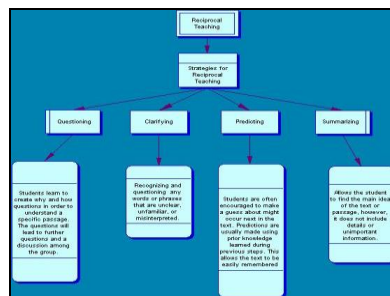 Reciprocal
Teaching
Strategies for
Reciprocal
Teaching
Questioning
Clarifying
Predicting
Summarizing
Students learn to
create why and how
questions in order to
understand a
specific passage.
The questions will
lead to further
questions and a
discussion among
the group.
Recognizing and
questioning any
words or phrases
that are unclear,
unfamiliar, or
misinterpreted.
Students are often
encouraged to make
a guess about might
occur next in the
text. Predictions are
usually made using
prior knowledge
learned during
previous steps. This
allows the text to be
easily remembered
Allows the student
to find the main idea
of the text or
passage, however,
it does not include
details or
unimportant
information.